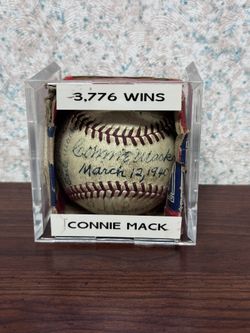 3,776 WINS
Connie Mack
March 12, 1940
CONNIE MACK